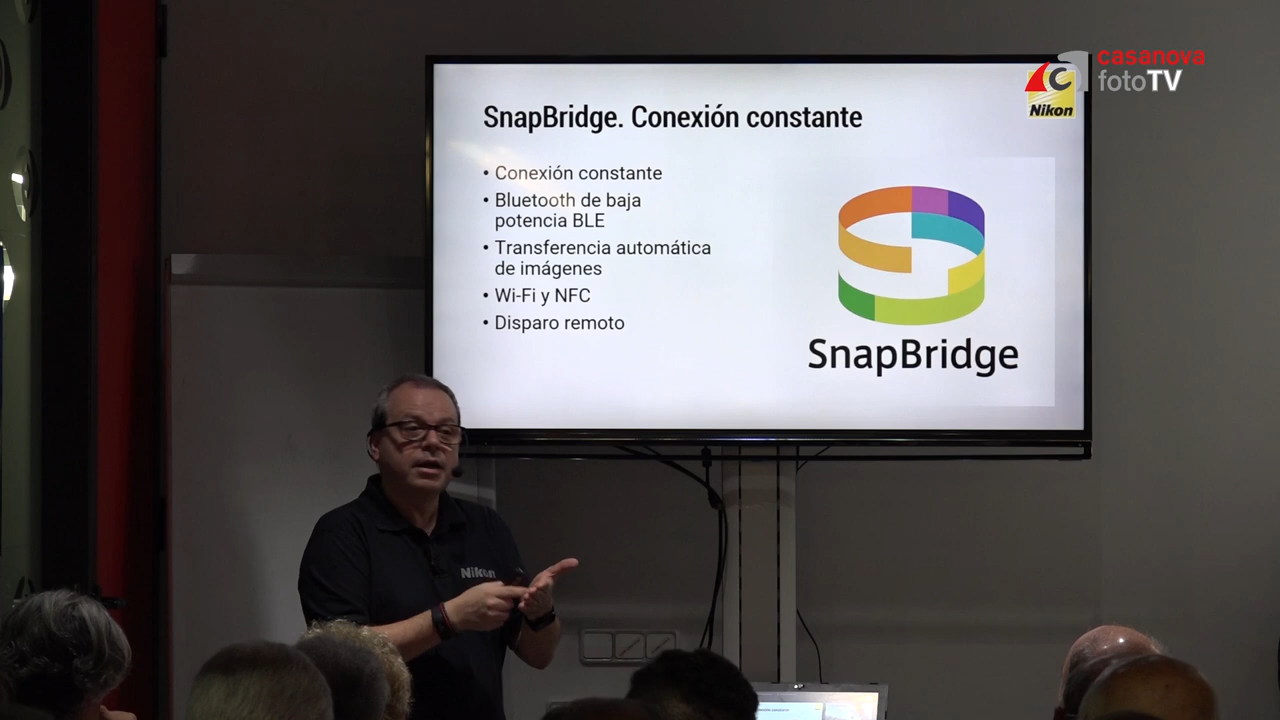 casanova
fotoTV
C
Nikon
SnapBridge. Conexión constante
• Conexión constante
• Bluetooth de baja
potencia BLE
• Transferencia automática
de imágenes
• Wi-Fi y NFC
• Disparo remoto
SnapBridge
Nikon